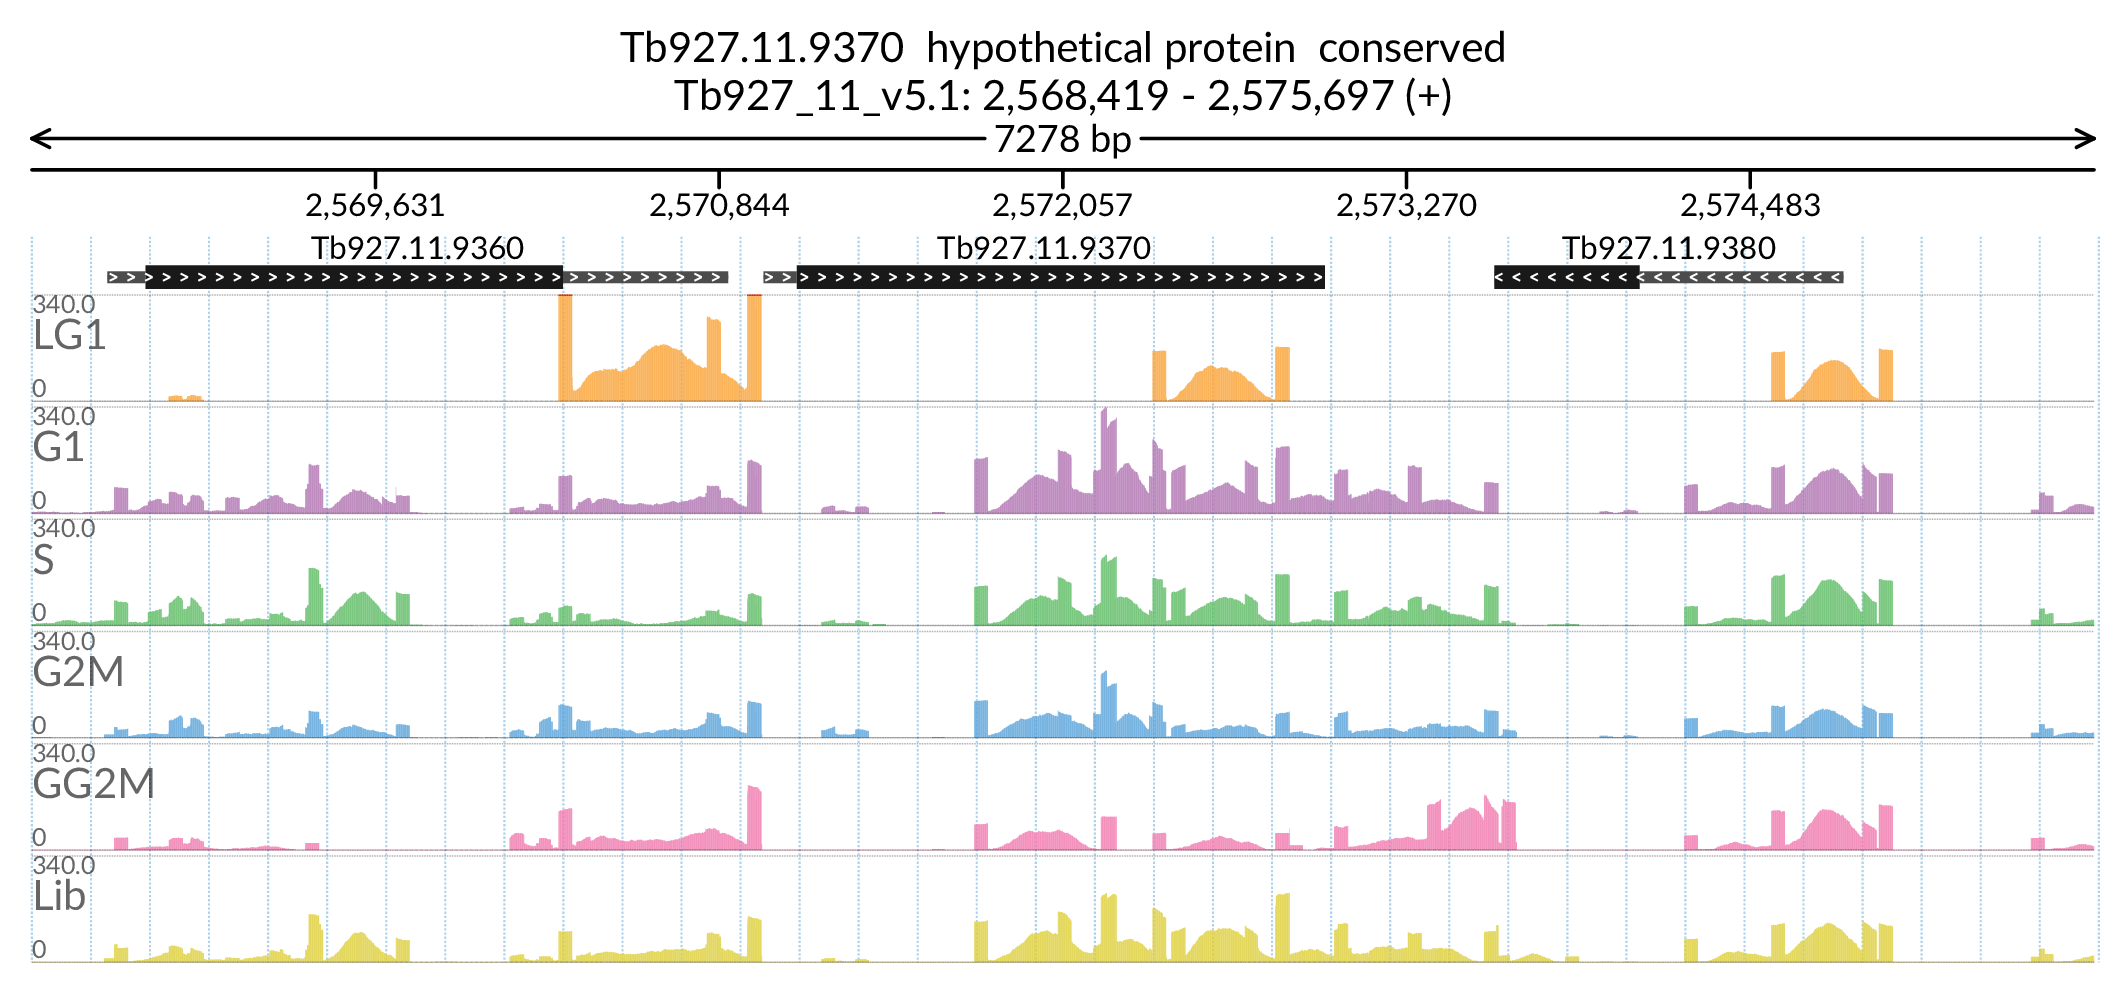 Tb927.11.9370  hypothetical protein  conserved
Tb927_11_v5.1: 2,568,419 - 2,575,697 (+)
7278 bp
2,569,631 2,570,844 2,572,057 2,573,270 2,574,483
Tb927.11.9360 Tb927.11.9370 Tb927.11.9380
340.0
LG1
0
340.0
G1
0
340.0
S
0
340.0
G2M
0
340.0
GG2M
0
340.0
Lib
0